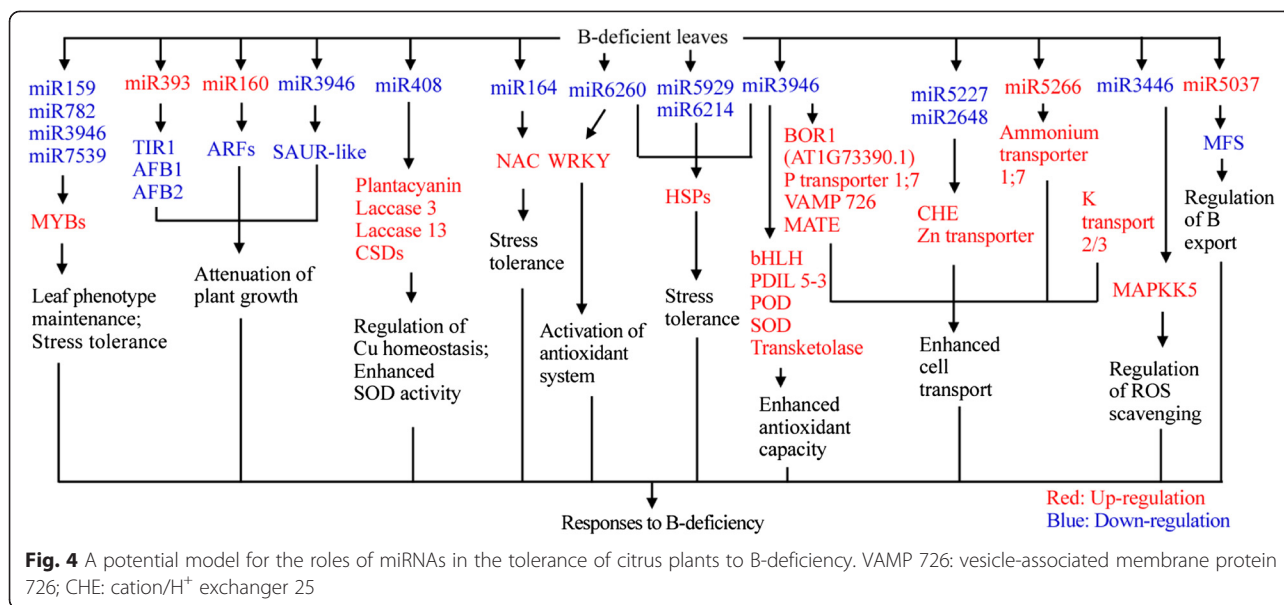 B-deficient leaves
miR159
miR782
miR3946
miR7539
MYBs
Leaf phenotype
maintenance;
Stress tolerance
miR393
TIR1
AFB1
AFB2
miR160
ARFs
miR3946
SAUR-like
Attenuation of
plant growth
miR408
Plantacyanin
Laccase 3
Laccase 13
CSDs
Regulation of
Cu homeostasis;
Enhanced
SOD activity
miR164
NAC
Stress
tolerance
miR6260
WRKY
Activation of
antioxidant
system
miR5929
miR6214
HSPs
Stress
tolerance
miR3946
BOR1
(AT1G73390.1)
P transporter 1;7
VAMP 726
MATE
bHLH
PDIL 5-3
POD
SOD
Transketolase
Enhanced
antioxidant
capacity
miR5227
miR2648
CHE
Zn transporter
Enhanced
cell
transport
miR5266
Ammonium
transporter
1;7
miR3446
K
transport
2/3
MAPKK5
Regulation
of ROS
scavenging
miR5037
MFS
Regulation
of B
export
Responses to B-deficiency
Red: Up-regulation
Blue: Down-regulation
Fig. 4 A potential model for the roles of miRNAs in the tolerance of citrus plants to B-deficiency. VAMP 726: vesicle-associated membrane protein
726; CHE: cation/H⁺ exchanger 25